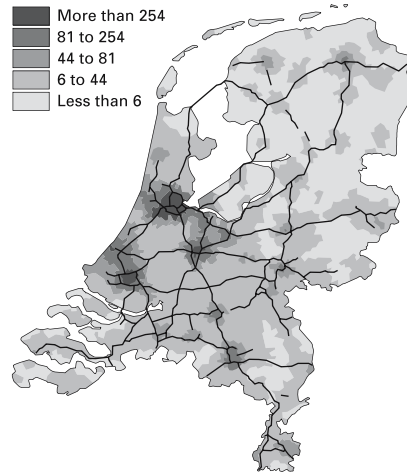 More than 254
81 to 254
44 to 81
6 to 44
Less than 6